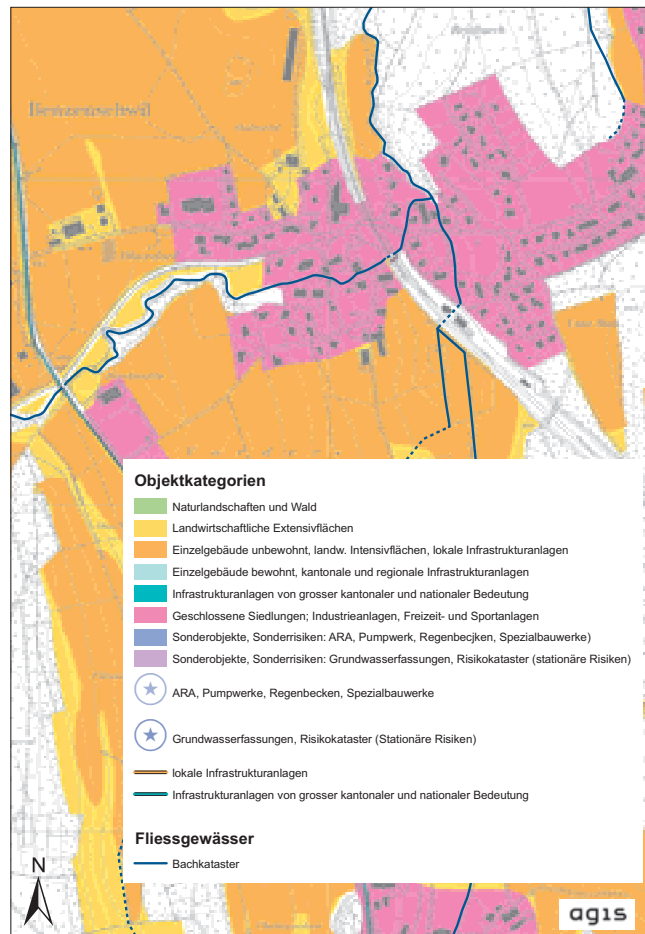 Objektkategorien
Naturlandschaften und Wald
Landwirtschaftliche Extensivflächen
Einzelgebäude unbewohnt, landw. Intensivflächen, lokale Infrastrukturanlagen
Einzelgebäude bewohnt, kantonale und regionale Infrastrukturanlagen
Infrastrukturanlagen von grosser kantonaler und nationaler Bedeutung
Geschlossene Siedlungen; Industrieanlagen, Freizeit- und Sportanlagen
Sonderobjekte, Sonderrisiken: ARA, Pumpwerk, Regenbecjken, Spezialbauwerke)
Sonderobjekte, Sonderrisiken: Grundwasserfassungen, Risikokataster (stationäre Risiken)
ARA, Pumpwerke, Regenbecken, Spezialbauwerke
Grundwasserfassungen, Risikokataster (Stationäre Risiken)
lokale Infrastrukturanlagen
Infrastrukturanlagen von grosser kantonaler und nationaler Bedeutung
Fliessgewässer
Bachkataster
N
agis